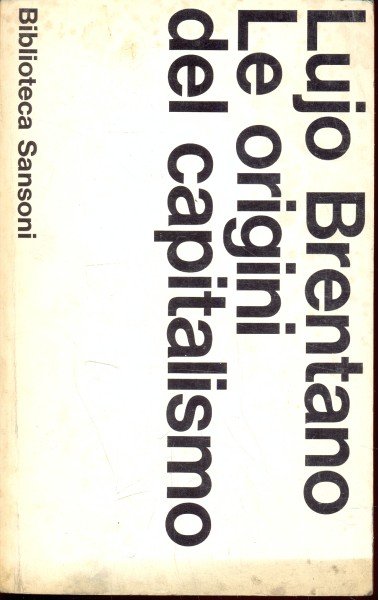 Lujo Brentano
Le origini
del capitalismo
Biblioteca Sansoni